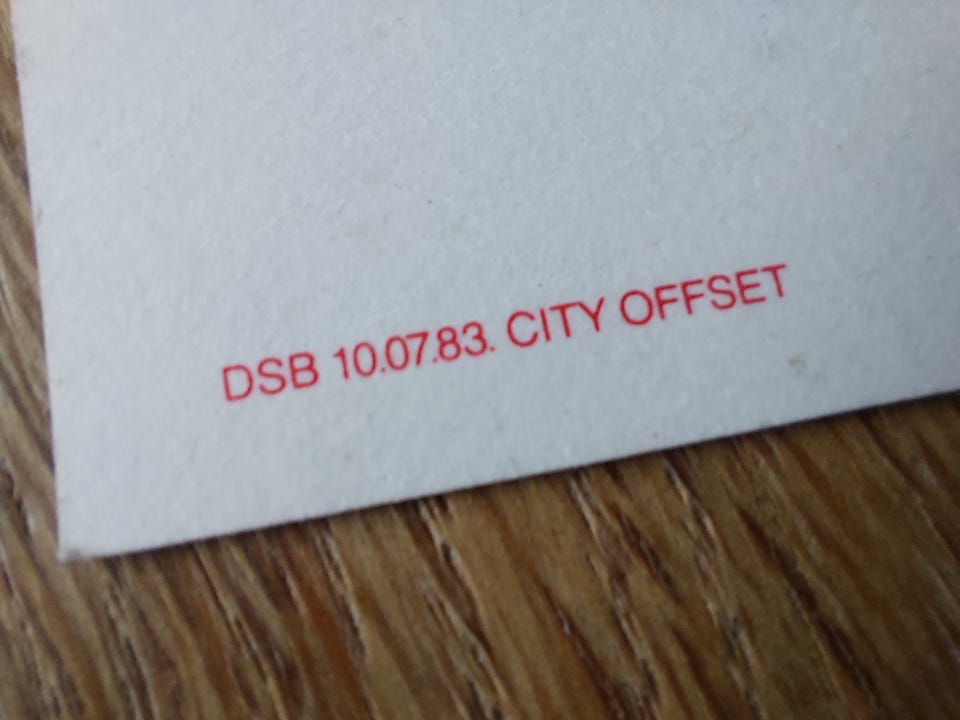 DSB 10.07.83. CITY OFFSET